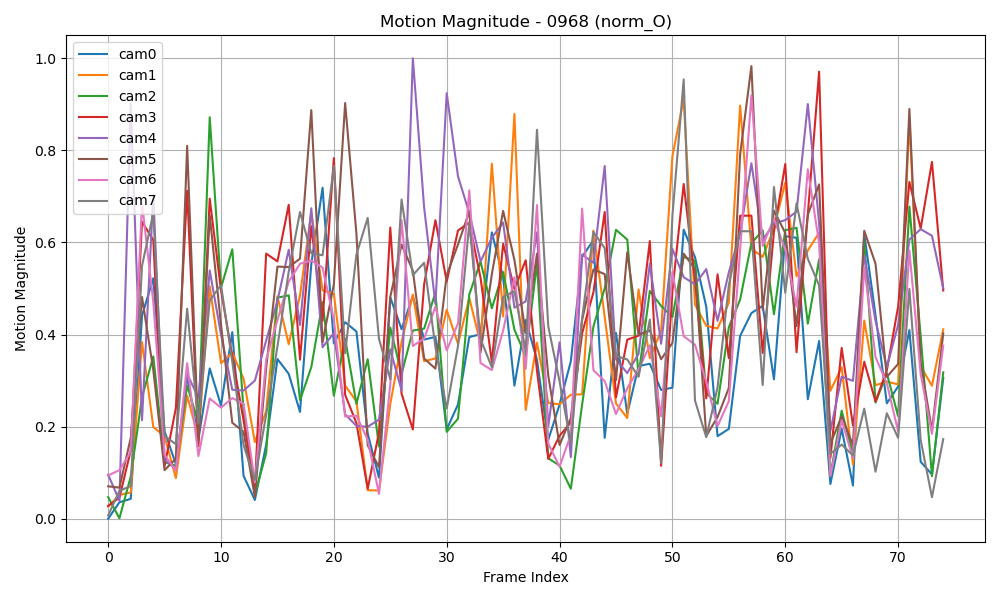 Motion Magnitude - 0968 (norm_O)
1.0
0.8
0.6
0.4
0.2
0.0
Motion Magnitude
cam0
cam1
cam2
cam3
cam4
cam5
cam6
cam7
0 10 20 30 40 50 60 70
Frame Index